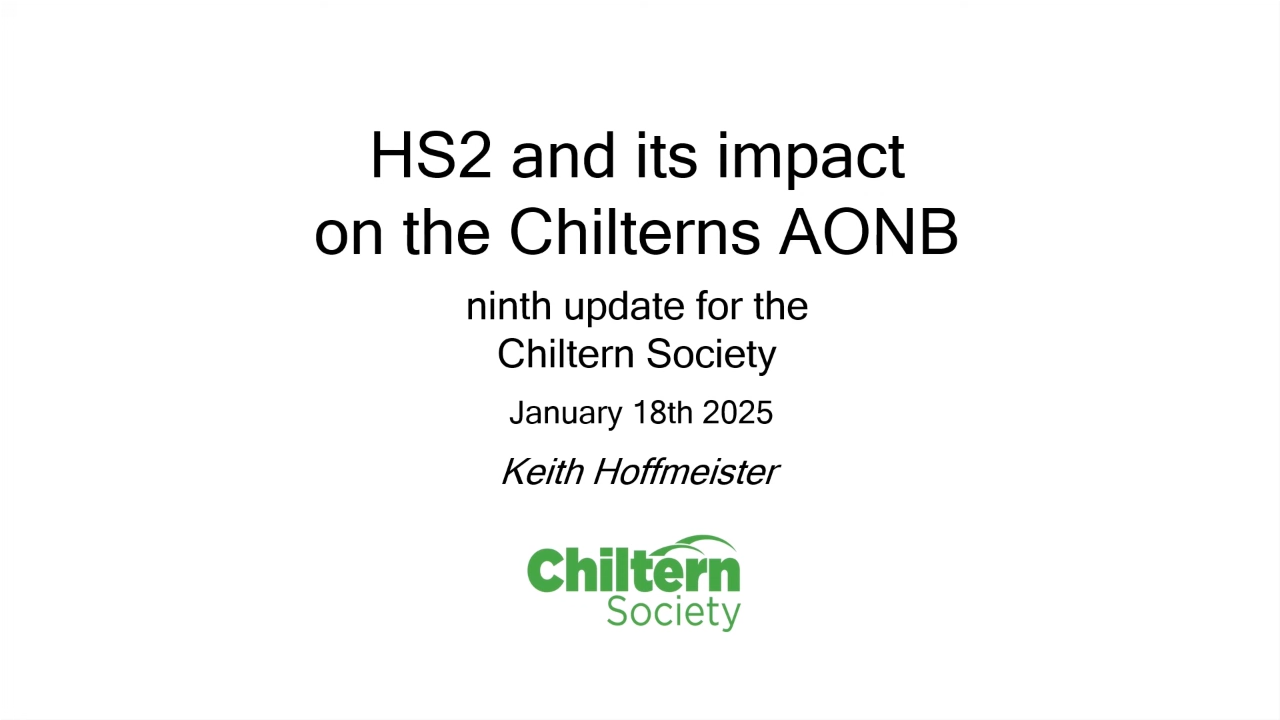 HS2 and its impact
on the Chilterns AONB
ninth update for the
Chiltern Society
January 18th 2025
Keith Hoffmeister
Chiltern
Society